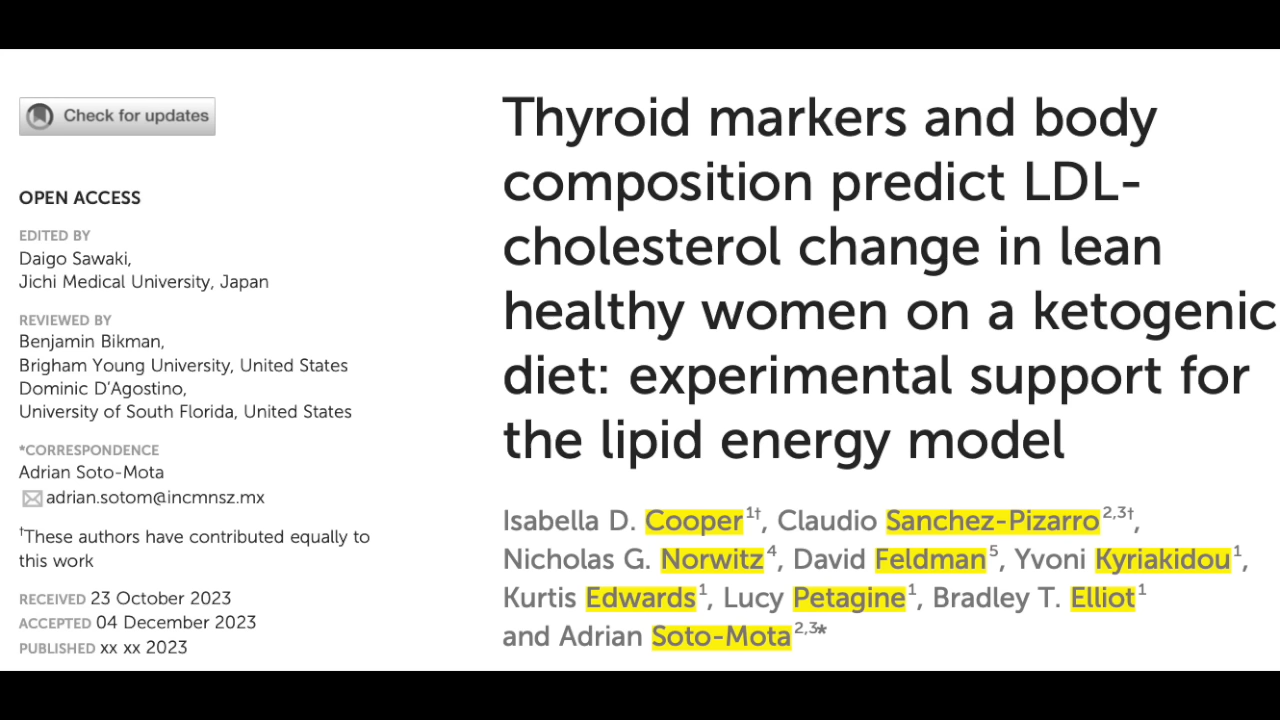 Check for updates
OPEN ACCESS
EDITED BY
Daigo Sawaki,
Jichi Medical University, Japan
REVIEWED BY
Benjamin Bikman,
Brigham Young University, United States
Dominic D'Agostino,
University of South Florida, United States
*CORRESPONDENCE
Adrian Soto-Mota
adrian.sotom@incmnsz.mx
†These authors have contributed equally to
this work
RECEIVED 23 October 2023
ACCEPTED 04 December 2023
PUBLISHED xx xx 2023
Thyroid markers and body
composition predict LDL-
cholesterol change in lean
healthy women on a ketogenic
diet: experimental support for
the lipid energy model
Isabella D. Cooper1†, Claudio Sanchez-Pizarro2,3†,
Nicholas G. Norwitz4, David Feldman5, Yvoni Kyriakidou1,
Kurtis Edwards1, Lucy Petagine1, Bradley T. Elliot1
and Adrian Soto-Mota2,3*